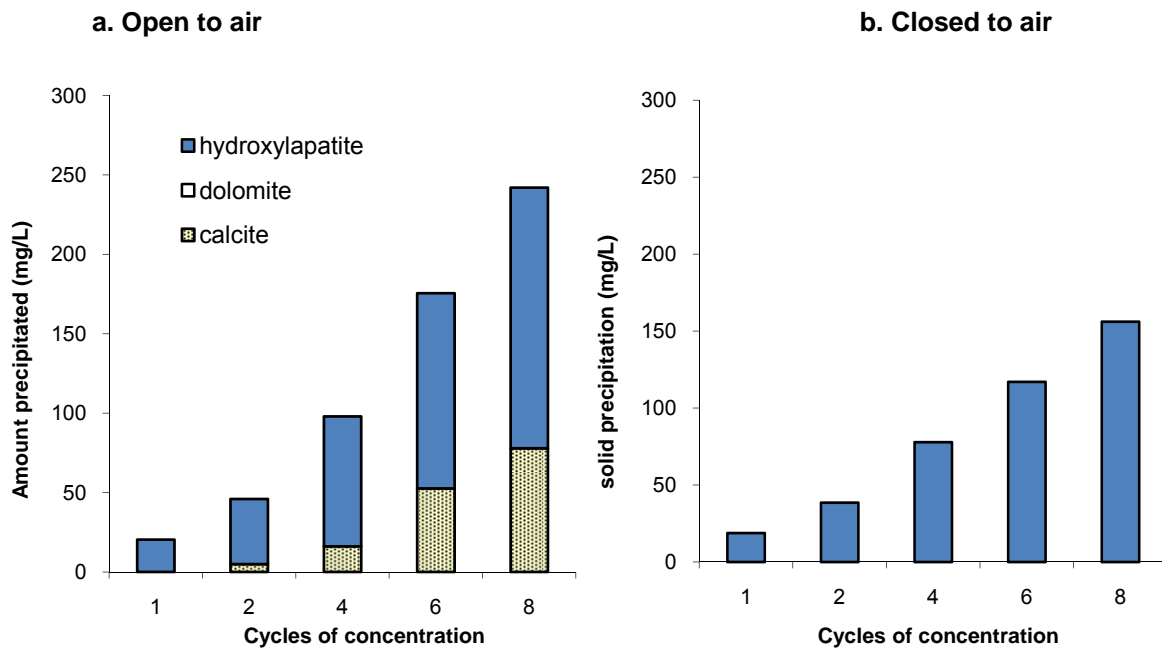 a. Open to air
300
250
200
150
100
50
0
Amount precipitated (mg/L)
hydroxylapatite
dolomite
calcite
1 2 4 6 8
Cycles of concentration
b. Closed to air
300
250
200
150
100
50
0
solid precipitation (mg/L)
1 2 4 6 8
Cycles of concentration